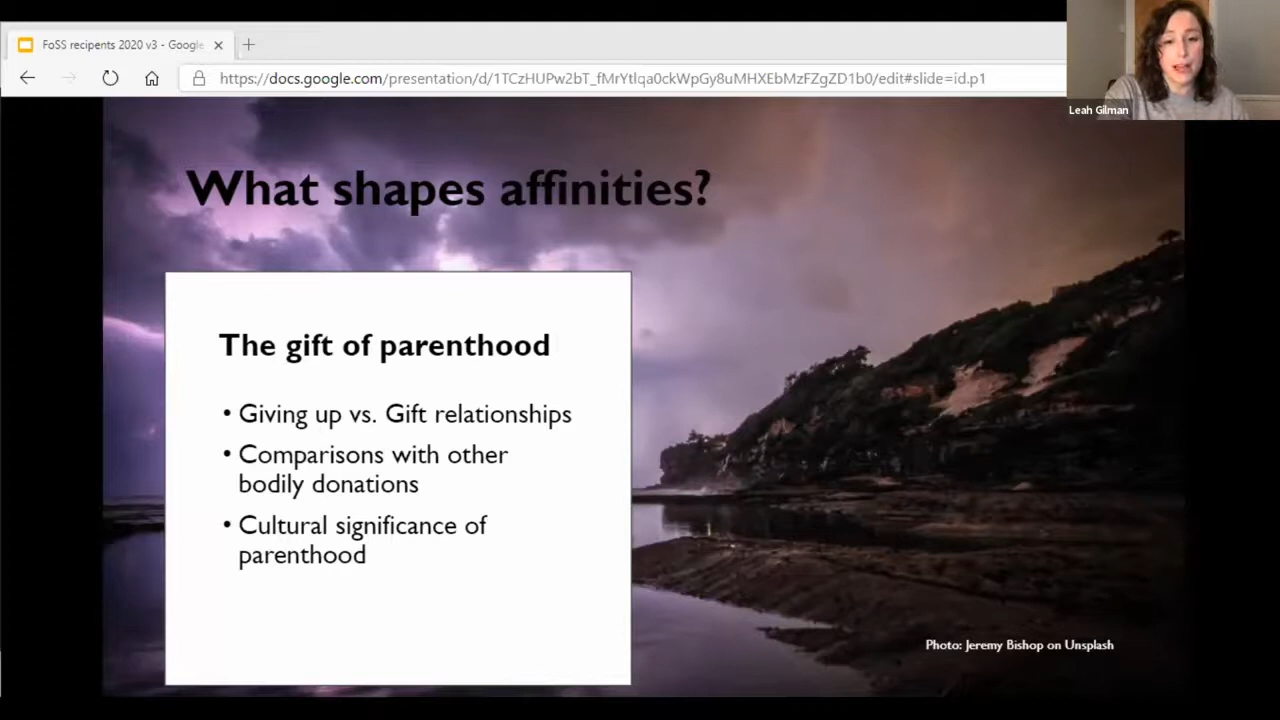 FoSS recipents 2020 v3 - Google
https://docs.google.com/presentation/d/1TCzHUPw2bT_fMrYtlqa0ckWpGy8uMHXEbMzFZgZD1b0/edit#slide=id.p1
Leah Gilman
What shapes affinities?
The gift of parenthood
• Giving up vs. Gift relationships
• Comparisons with other
bodily donations
• Cultural significance of
parenthood
Photo: Jeremy Bishop on Unsplash